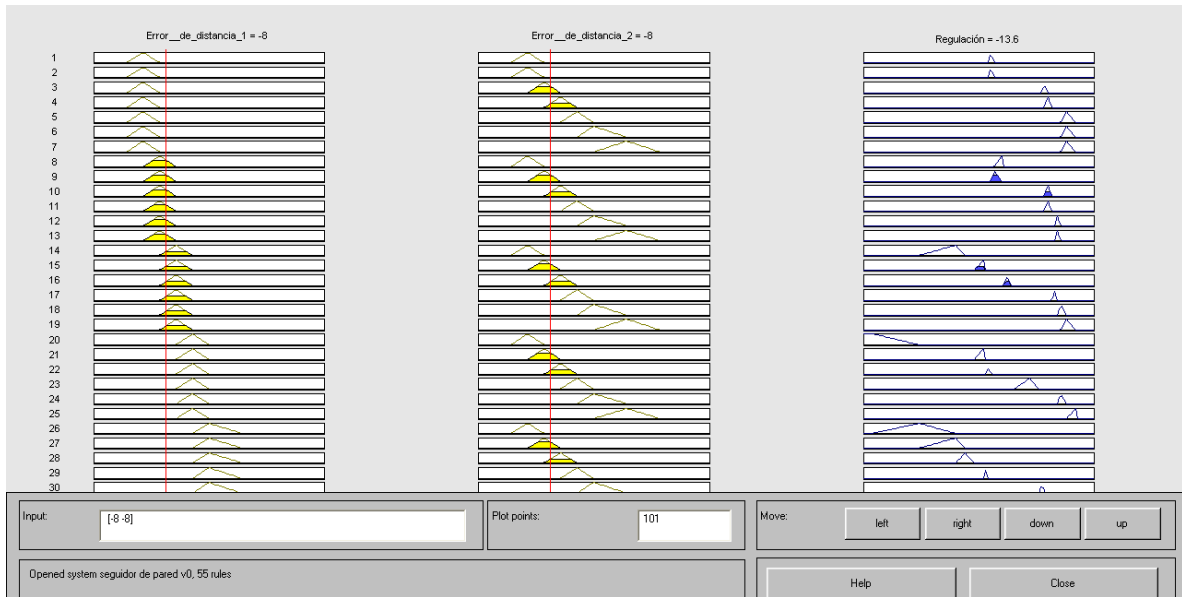 Error__de_distancia_1 = -8
Error__de_distancia_2 = -8
Regulación = -13.6
1
2
3
4
5
6
7
8
9
10
11
12
13
14
15
16
17
18
19
20
21
22
23
24
25
26
27
28
29
30
Input:
[-8 -8]
Plot points:
101
Move:
left
right
down
up
Opened system seguidor de pared v0, 55 rules
Help
Close